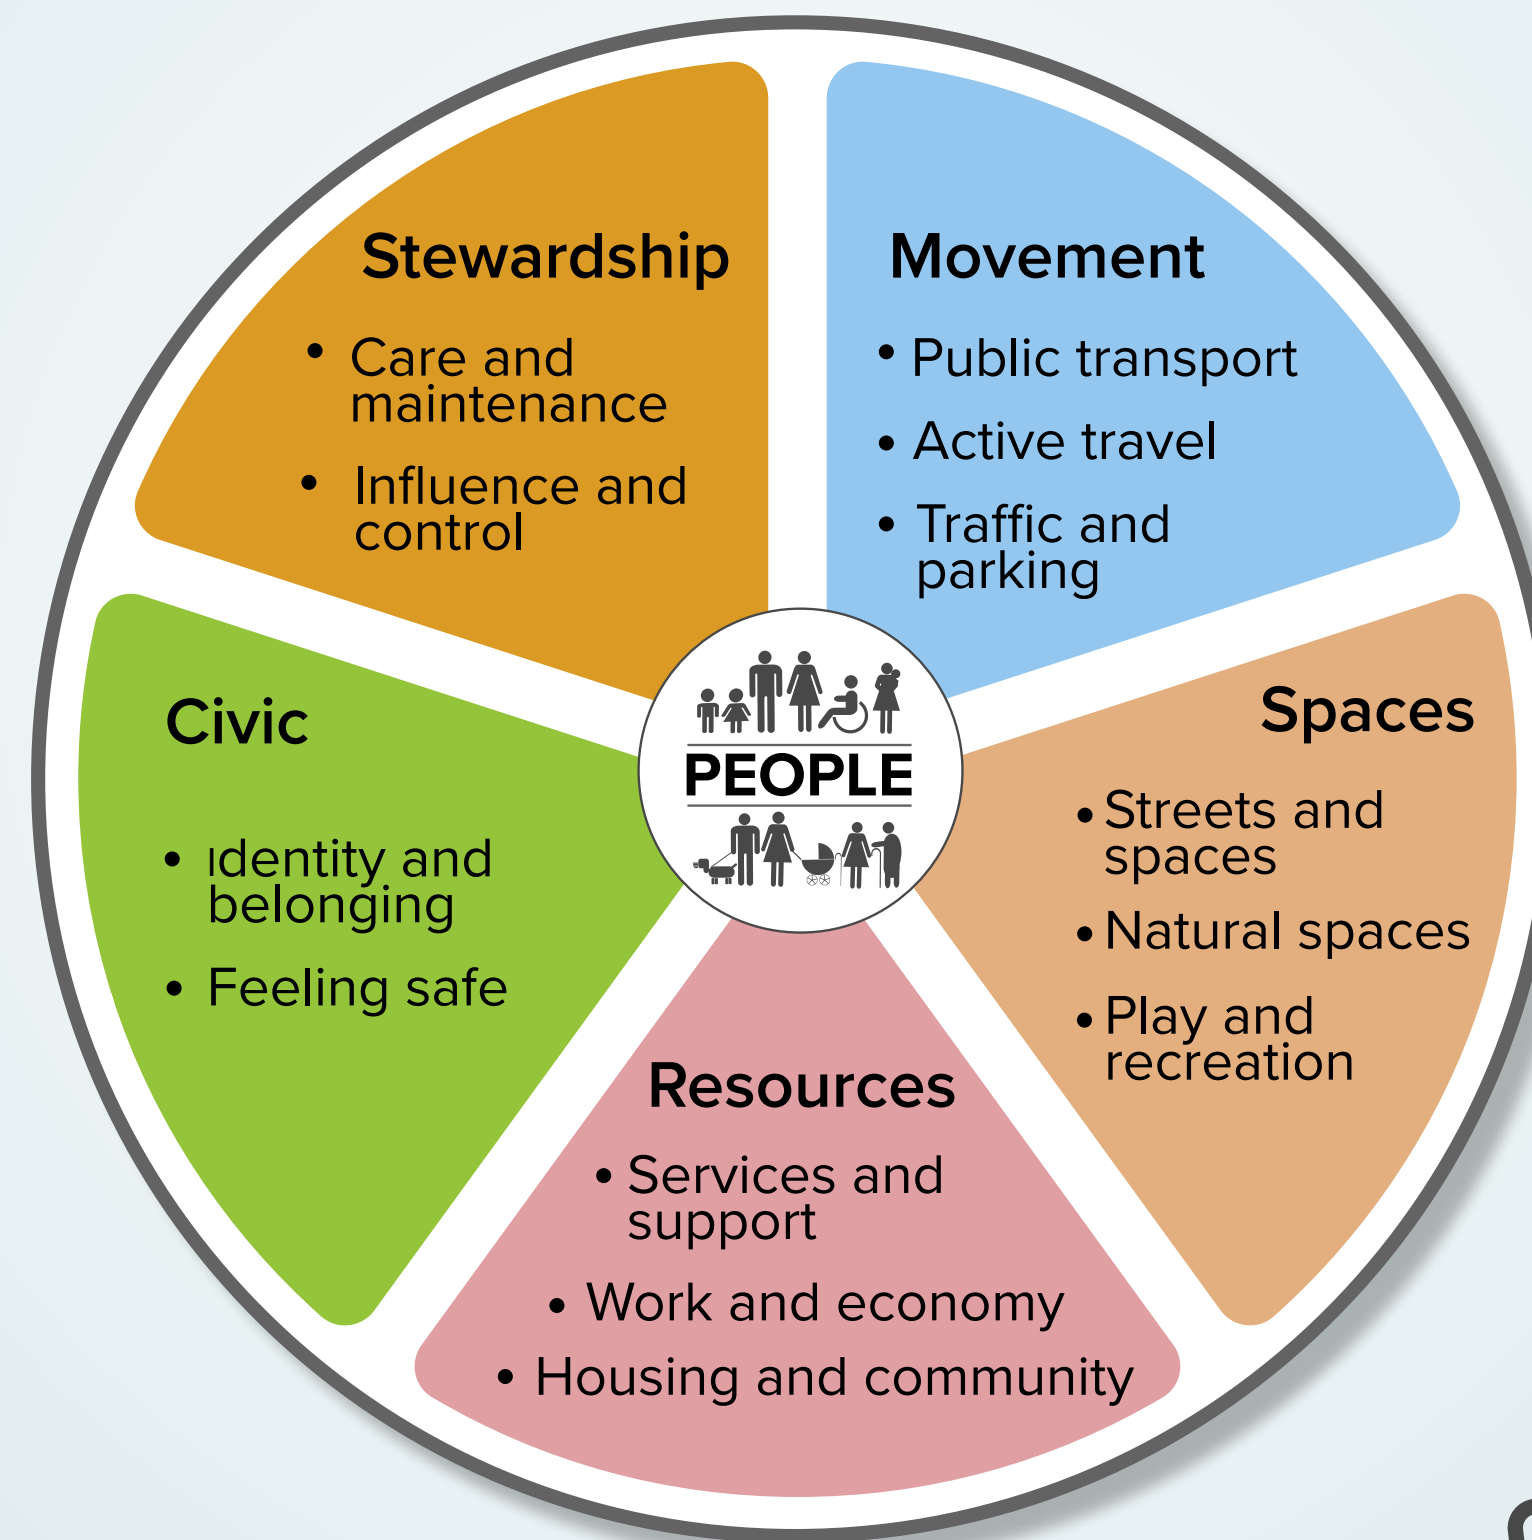 Stewardship
• Care and
maintenance
• Influence and
control
Movement
• Public transport
• Active travel
• Traffic and
parking
Spaces
• Streets and
spaces
• Natural spaces
• Play and
recreation
Resources
• Services and
support
• Work and economy
• Housing and community
Civic
• Identity and
belonging
• Feeling safe
PEOPLE